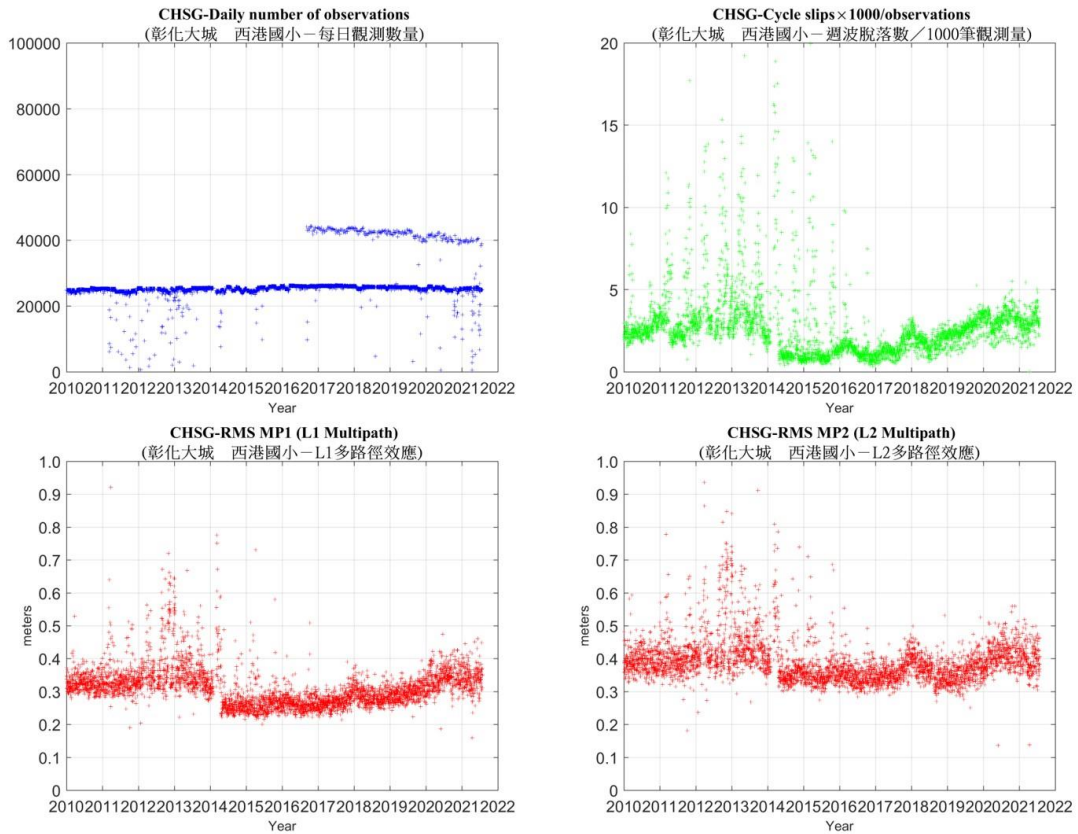 CHSG-Daily number of observations
(彰化大城　西港國小－每日觀測數量)
100000
80000
60000
40000
20000
0
2010 2011 2012 2013 2014 2015 2016 2017 2018 2019 2020 2021 2022
Year
CHSG-Cycle slips×1000/observations
(彰化大城　西港國小－週波脫落數／1000筆觀測量)
20
15
10
5
0
2010 2011 2012 2013 2014 2015 2016 2017 2018 2019 2020 2021 2022
Year
CHSG-RMS MP1 (L1 Multipath)
(彰化大城　西港國小－L1多路徑效應)
1.0
0.9
0.8
0.7
0.6
0.5
0.4
0.3
0.2
0.1
0
meters
2010 2011 2012 2013 2014 2015 2016 2017 2018 2019 2020 2021 2022
Year
CHSG-RMS MP2 (L2 Multipath)
(彰化大城　西港國小－L2多路徑效應)
1.0
0.9
0.8
0.7
0.6
0.5
0.4
0.3
0.2
0.1
0
meters
2010 2011 2012 2013 2014 2015 2016 2017 2018 2019 2020 2021 2022
Year